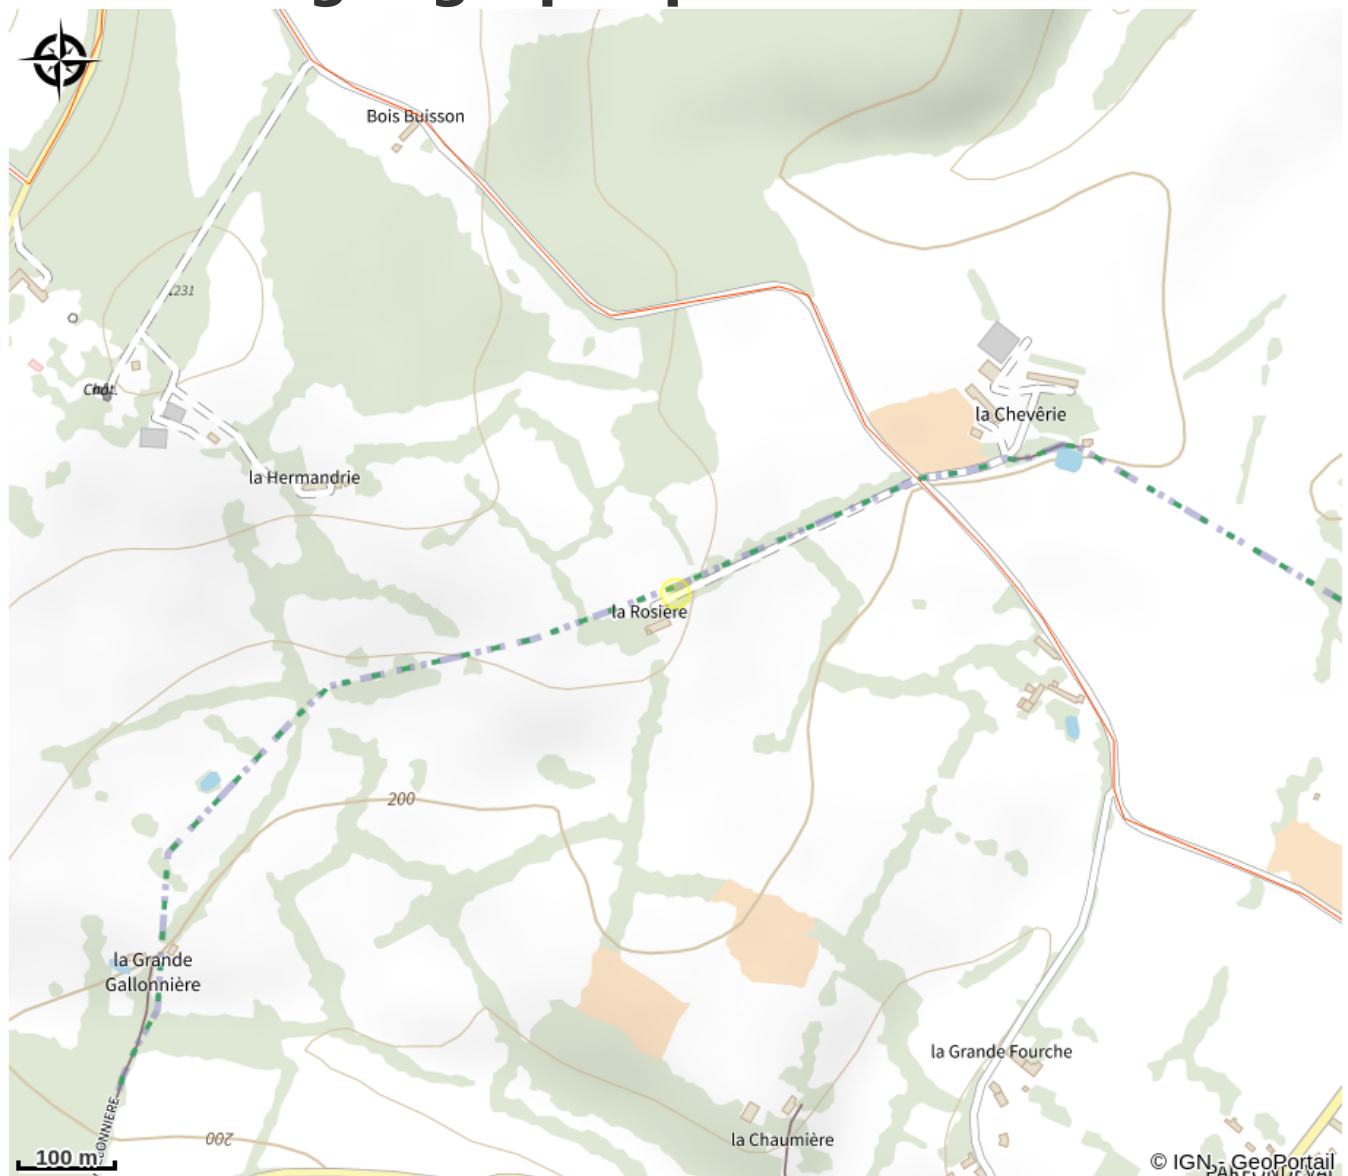 Bois Buisson
1231
Chât.
la Chevêrie
la Hermandrie
la Rosière
200
la Grande
Gallonnière
la Grande Fourche
la Chaumière
200
100 m
© IGN - GeoPortail